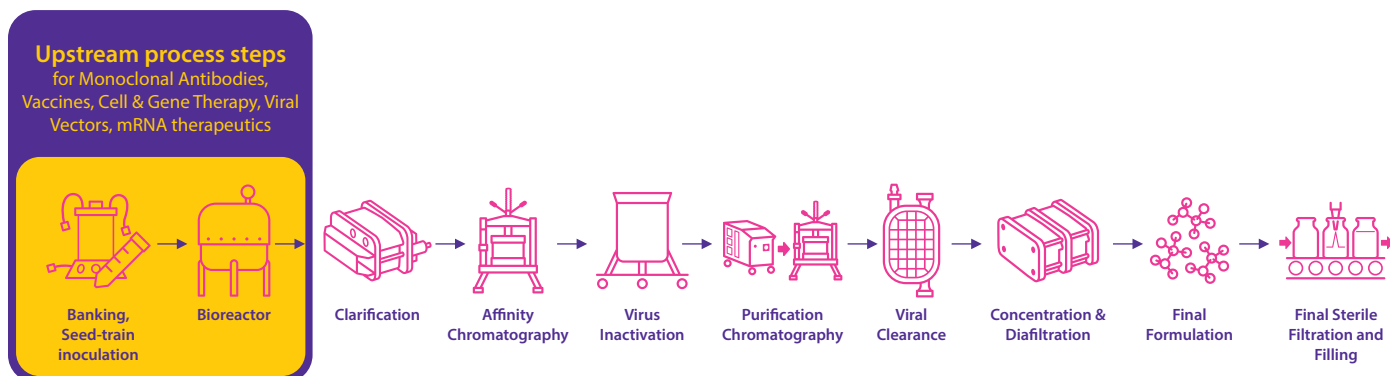 Upstream process steps
for Monoclonal Antibodies,
Vaccines, Cell & Gene Therapy, Viral
Vectors, mRNA therapeutics
Banking,
Seed-train
inoculation
Bioreactor
Clarification
Affinity
Chromatography
Virus
Inactivation
Purification
Chromatography
Viral
Clearance
Concentration &
Diafiltration
Final
Formulation
Final Sterile
Filtration and
Filling